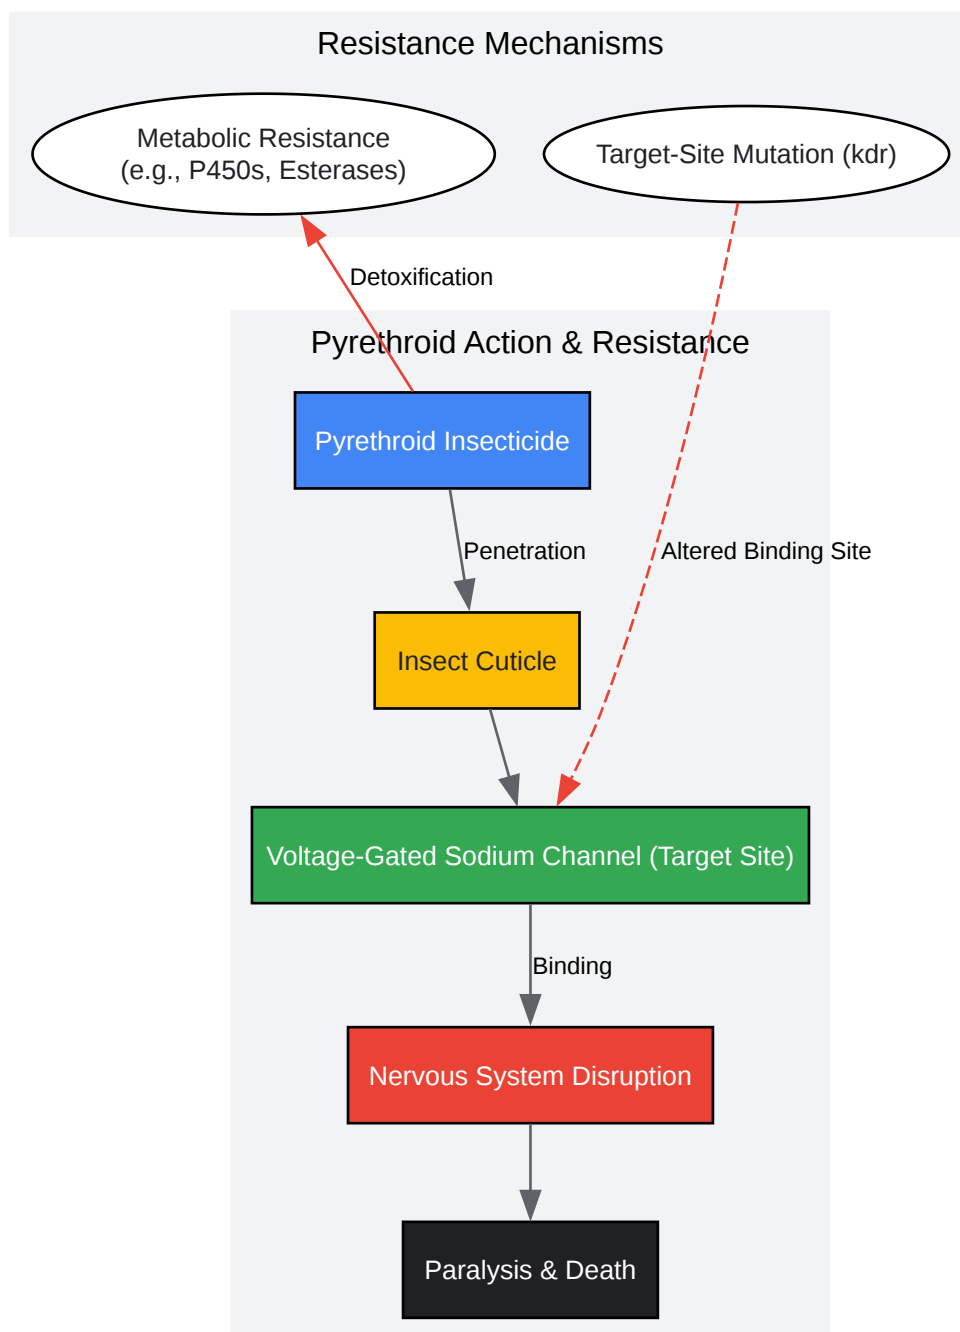 Resistance Mechanisms
Metabolic Resistance
(e.g., P450s, Esterases)
Target-Site Mutation (kdr)
Detoxification
Pyrethroid Action & Resistance
Pyrethroid Insecticide
Penetration
Altered Binding Site
Insect Cuticle
Voltage-Gated Sodium Channel (Target Site)
Binding
Nervous System Disruption
Paralysis & Death